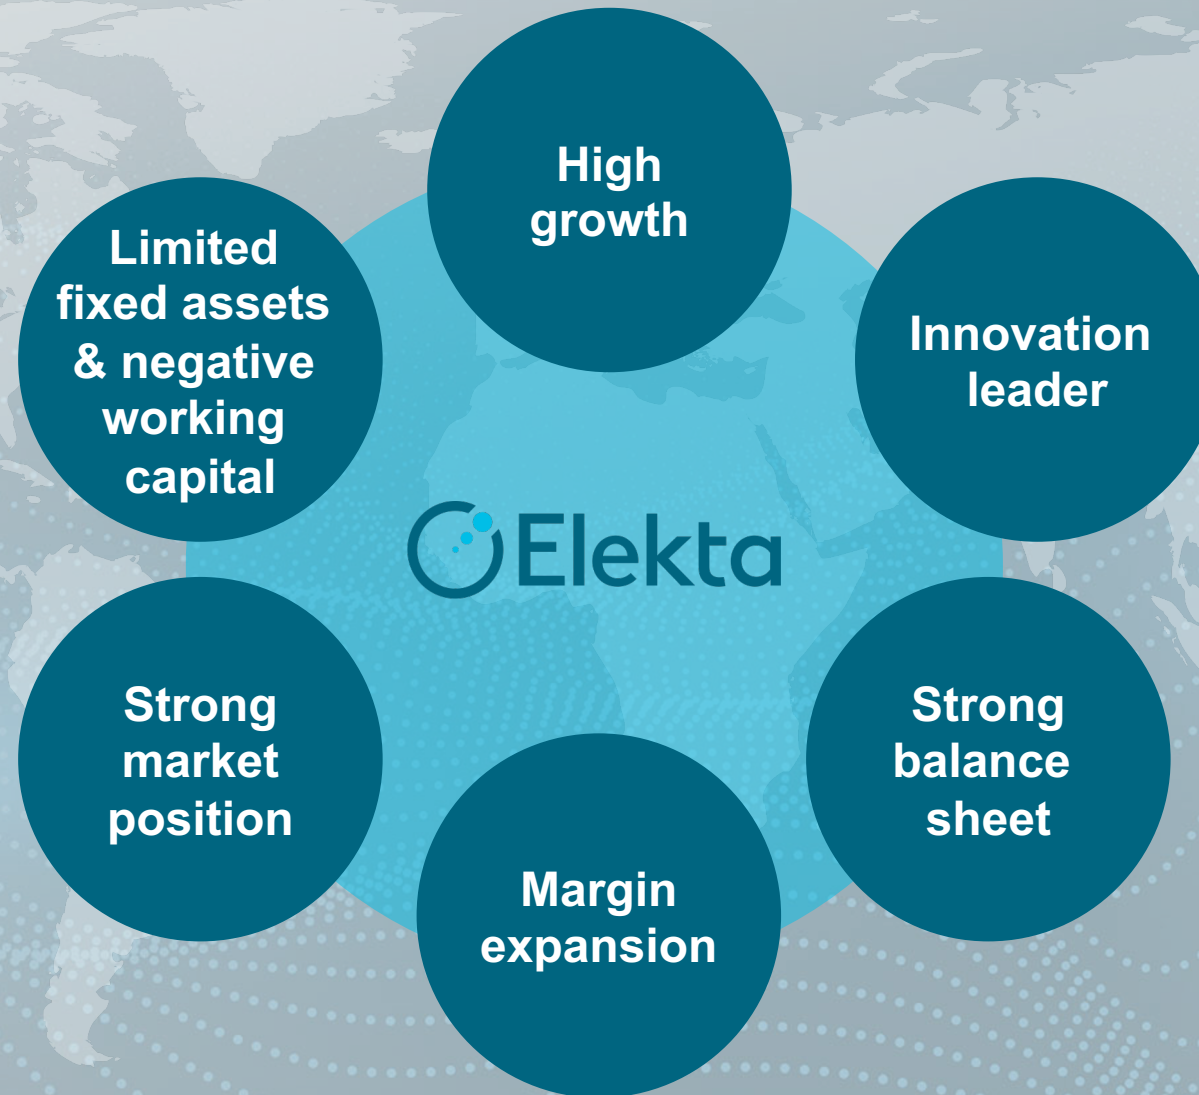 High
growth
Limited
fixed assets
& negative
working
capital
Innovation
leader
Elekta
Strong
market
position
Strong
balance
sheet
Margin
expansion